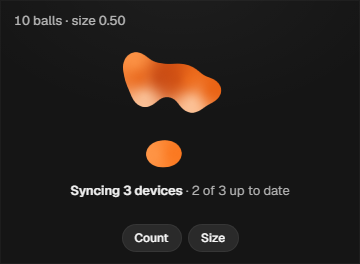 10 balls · size 0.50
Syncing 3 devices · 2 of 3 up to date
Count Size